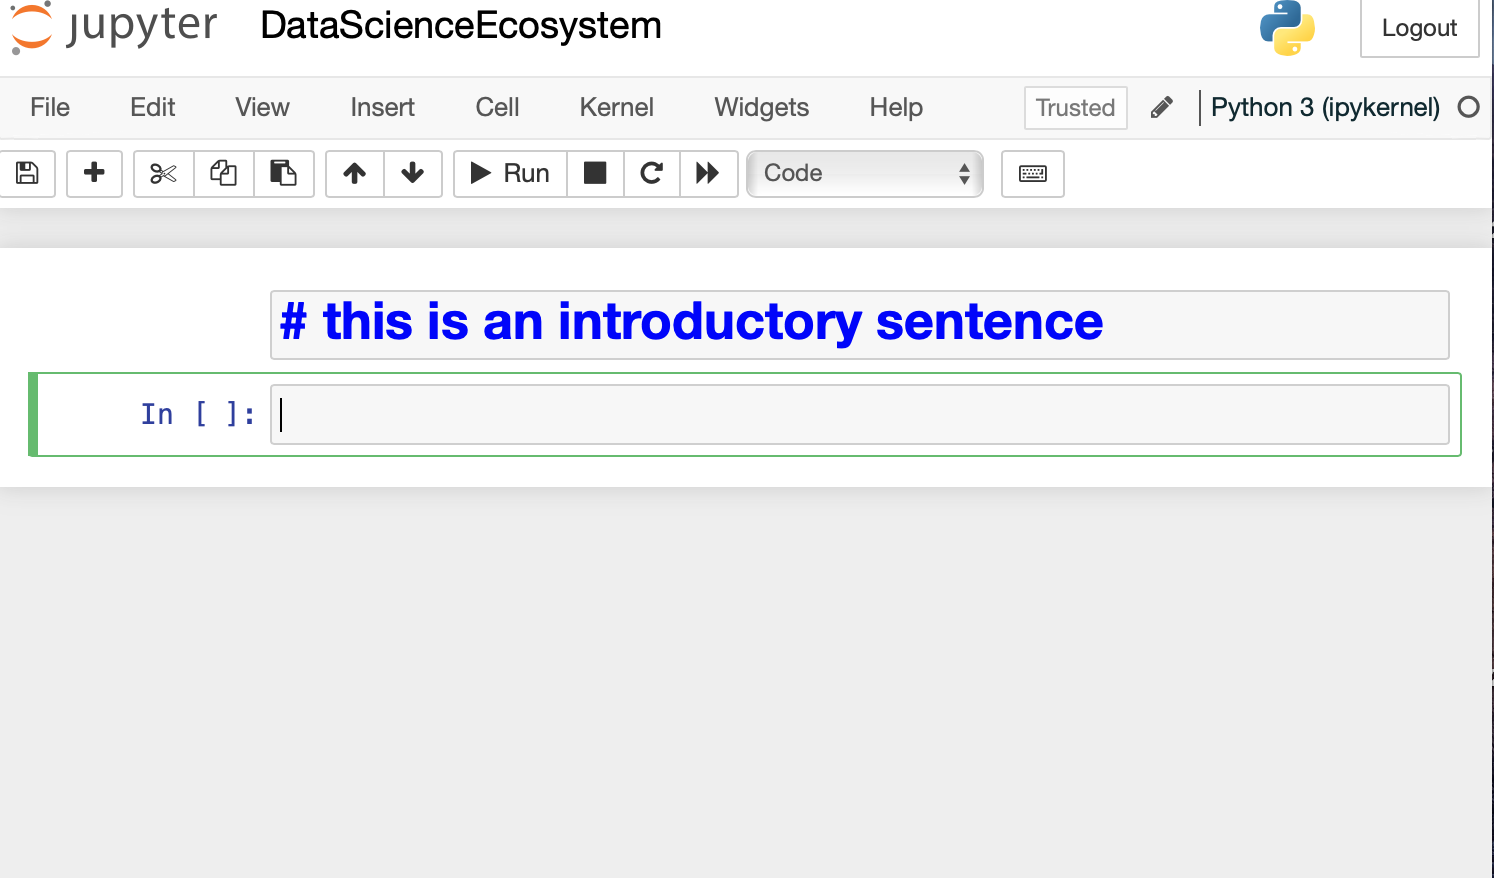 jupyter DataScienceEcosystem Logout
File Edit View Insert Cell Kernel Widgets Help Trusted Python 3 (ipykernel)
Run Code
# this is an introductory sentence
In [ ]: